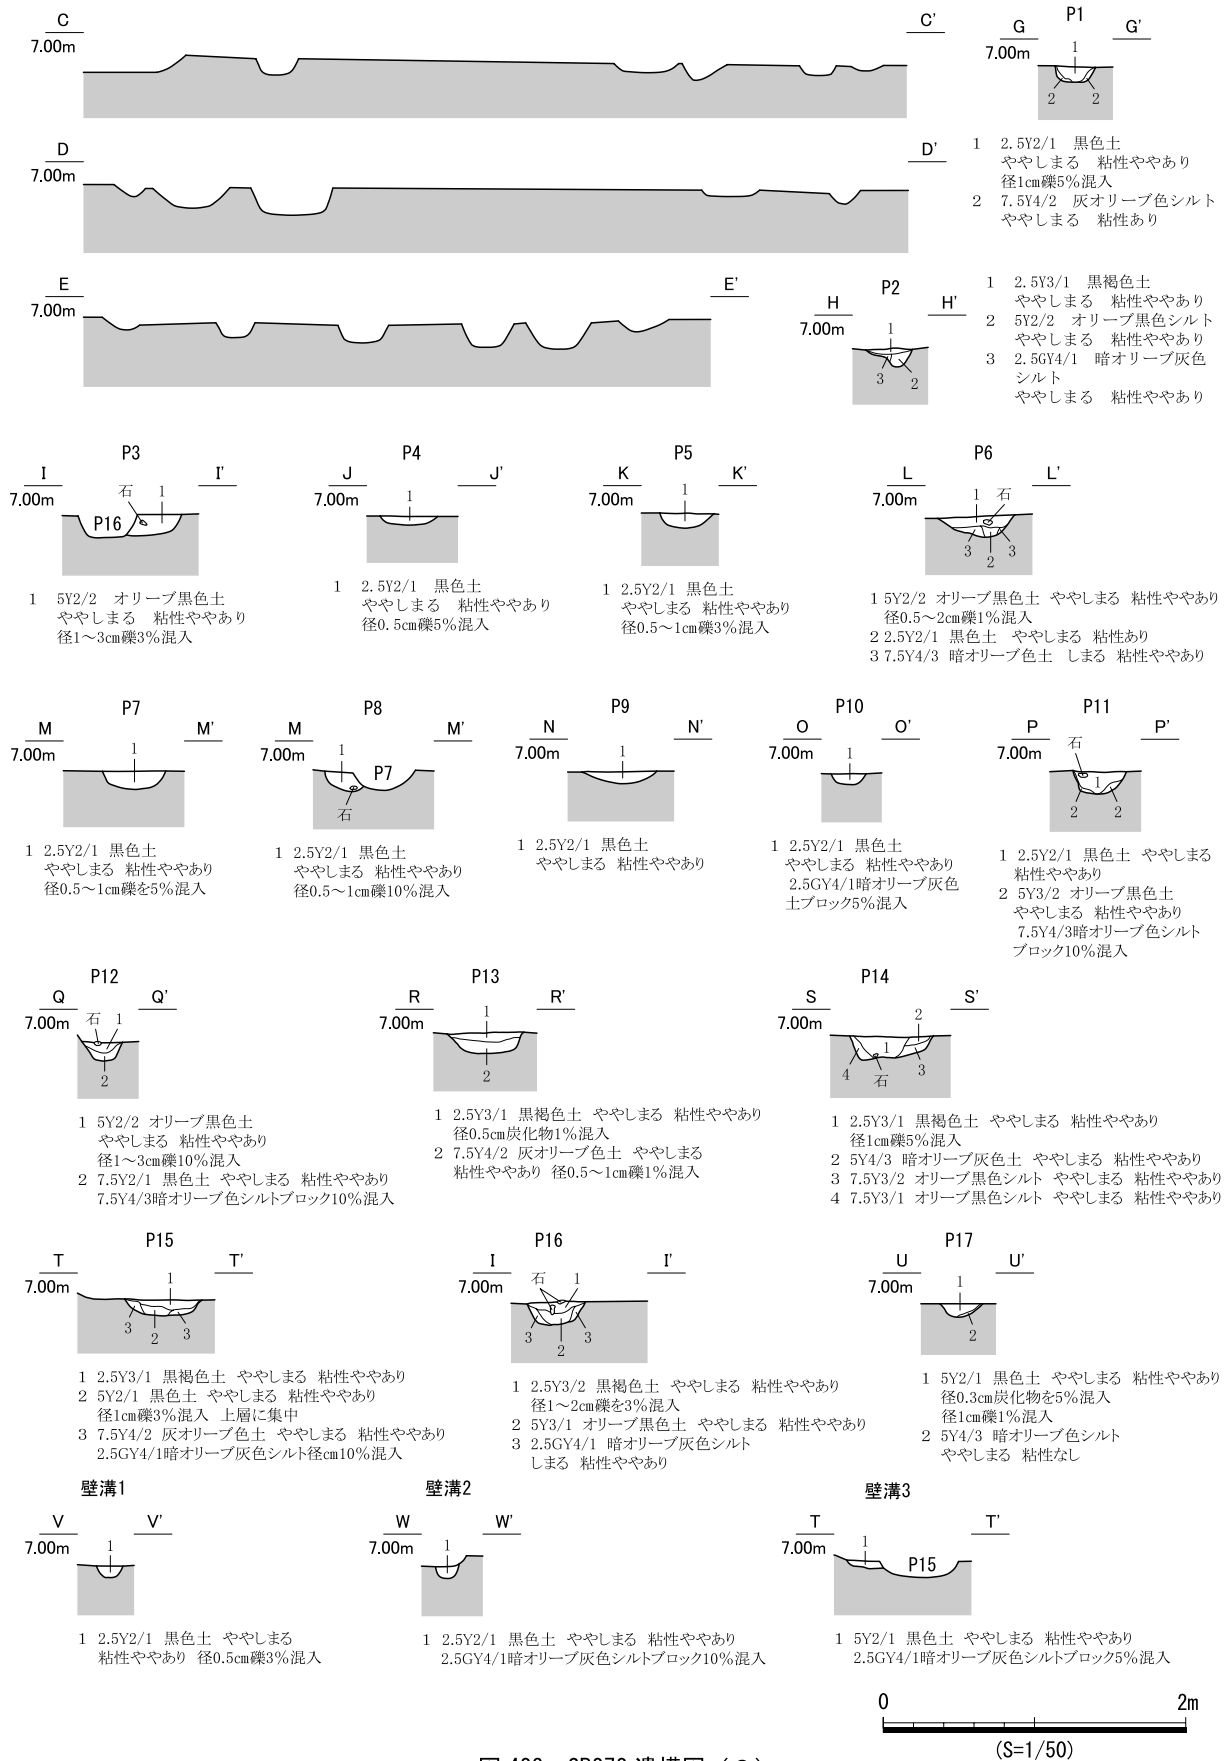 C C'
7.00m
D D'
7.00m
E E'
7.00m
P1
G G'
7.00m
1
2 2
1 2.5Y2/1 黒色土
ややしまる 粘性ややあり
径1cm礫5%混入
2 7.5Y4/2 灰オリーブ色シルト
ややしまる 粘性あり
P2
H H'
7.00m
1
3 2
1 2.5Y3/1 黒褐色土
ややしまる 粘性ややあり
2 5Y2/2 オリーブ黒色シルト
ややしまる 粘性ややあり
3 2.5GY4/1 暗オリーブ灰色
シルト
ややしまる 粘性ややあり
P3
I I'
7.00m
石 1
P16
1 5Y2/2 オリーブ黒色土
ややしまる 粘性ややあり
径1~3cm礫3%混入
P4
J J'
7.00m
1
1 2.5Y2/1 黒色土
ややしまる 粘性ややあり
径0.5cm礫5%混入
P5
K K'
7.00m
1
1 2.5Y2/1 黒色土
ややしまる 粘性ややあり
径0.5~1cm礫3%混入
P6
L L'
7.00m
1 石
3 2 3
1 5Y2/2 オリーブ黒色土 ややしまる 粘性ややあり
径0.5~2cm礫1%混入
2 2.5Y2/1 黒色土 ややしまる 粘性あり
3 7.5Y4/3 暗オリーブ色土 しまる 粘性ややあり
P7
M M'
7.00m
1
1 2.5Y2/1 黒色土
ややしまる 粘性ややあり
径0.5~1cm礫を5%混入
P8
M M'
7.00m
1
P7
石
1 2.5Y2/1 黒色土
ややしまる 粘性ややあり
径0.5~1cm礫10%混入
P9
N N'
7.00m
1
1 2.5Y2/1 黒色土
ややしまる 粘性ややあり
P10
O O'
7.00m
1
1 2.5Y2/1 黒色土
ややしまる 粘性ややあり
2.5GY4/1暗オリーブ灰色
土ブロック5%混入
P11
P P'
7.00m
石
1
2 2
1 2.5Y2/1 黒色土 ややしまる
粘性ややあり
2 5Y3/2 オリーブ黒色土
ややしまる 粘性ややあり
7.5Y4/3暗オリーブ色シルト
ブロック10%混入
P12
Q Q'
7.00m
石 1
2
1 5Y2/2 オリーブ黒色土
ややしまる 粘性ややあり
径1~3cm礫10%混入
2 7.5Y2/1 黒色土 ややしまる 粘性ややあり
7.5Y4/3暗オリーブ色シルトブロック10%混入
P13
R R'
7.00m
1
2
1 2.5Y3/1 黒褐色土 ややしまる 粘性ややあり
径0.5cm炭化物1%混入
2 7.5Y4/2 灰オリーブ色土 ややしまる
粘性ややあり 径0.5~1cm礫1%混入
P14
S S'
7.00m
2
1
4 石 3
1 2.5Y3/1 黒褐色土 ややしまる 粘性ややあり
径1cm礫5%混入
2 5Y4/3 暗オリーブ灰色土 ややしまる 粘性ややあり
3 7.5Y3/2 オリーブ黒色シルト ややしまる 粘性ややあり
4 7.5Y3/1 オリーブ黒色シルト ややしまる 粘性ややあり
P15
T T'
7.00m
1
3 2 3
1 2.5Y3/1 黒褐色土 ややしまる 粘性ややあり
2 5Y2/1 黒色土 ややしまる 粘性ややあり
径1cm礫3%混入 上層に集中
3 7.5Y4/2 灰オリーブ色土 ややしまる 粘性ややあり
2.5GY4/1暗オリーブ灰色シルト径cm10%混入
P16
I I'
7.00m
石 1
3 2 3
1 2.5Y3/2 黒褐色土 ややしまる 粘性ややあり
径1~2cm礫を3%混入
2 5Y3/1 オリーブ黒色土 ややしまる 粘性ややあり
3 2.5GY4/1 暗オリーブ灰色シルト
しまる 粘性ややあり
P17
U U'
7.00m
1
2
1 5Y2/1 黒色土 ややしまる 粘性ややあり
径0.3cm炭化物を5%混入
径1cm礫1%混入
2 5Y4/3 暗オリーブ色シルト
ややしまる 粘性なし
壁溝1
V V'
7.00m
1
1 2.5Y2/1 黒色土 ややしまる
粘性ややあり 径0.5cm礫3%混入
壁溝2
W W'
7.00m
1
1 2.5Y2/1 黒色土 ややしまる 粘性ややあり
2.5GY4/1暗オリーブ灰色シルトブロック10%混入
壁溝3
T T'
7.00m
1
P15
1 5Y2/1 黒色土 ややしまる 粘性ややあり
2.5GY4/1暗オリーブ灰色シルトブロック5%混入
0 2m
(S=1/50)